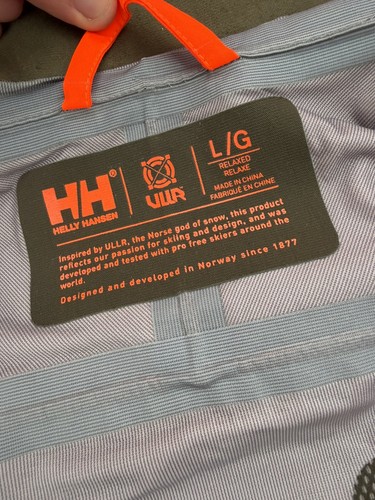 HH®
HELLY HANSEN
ULLR
L/G
RELAXED
RELAXE
MADE IN CHINA
FABRIQUÉ EN CHINE
Inspired by ULLR, the Norse god of snow, this product
reflects our passion for skiing and design, and was
developed and tested with pro free skiers around the
world.
Designed and developed in Norway since 1877